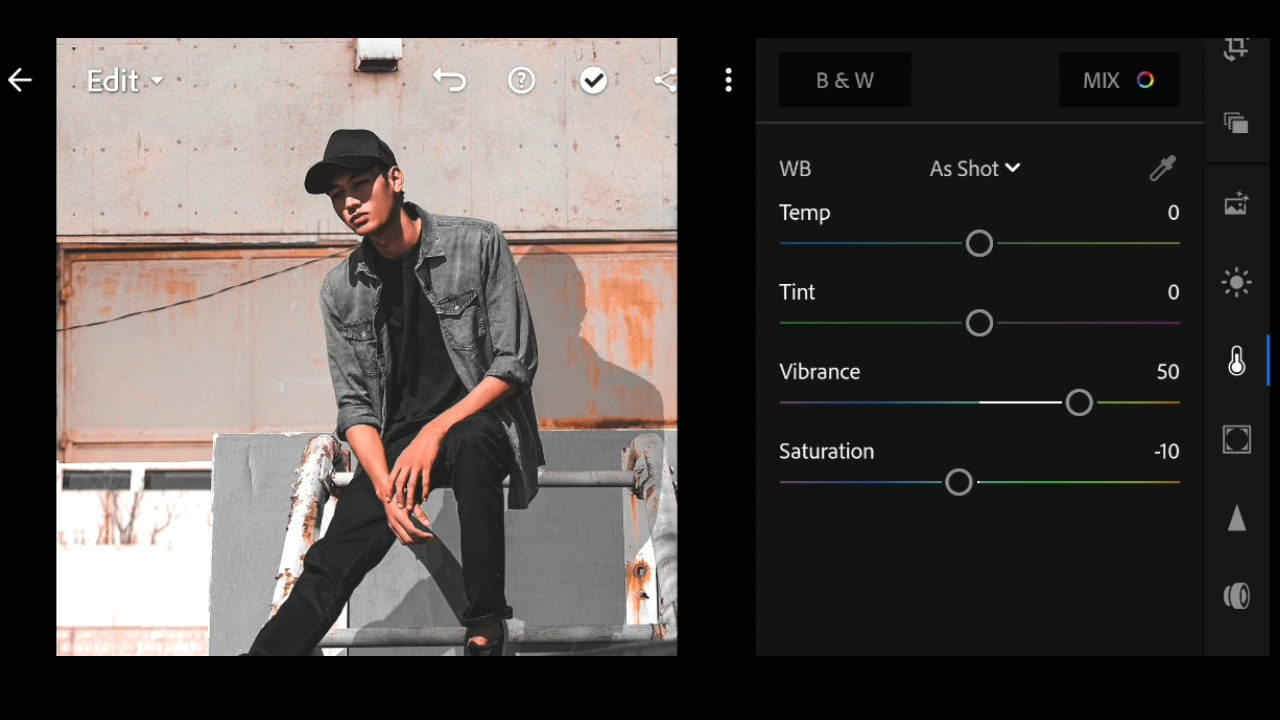 Edit
B & W
MIX
WB As Shot
Temp 0
Tint 0
Vibrance 50
Saturation -10